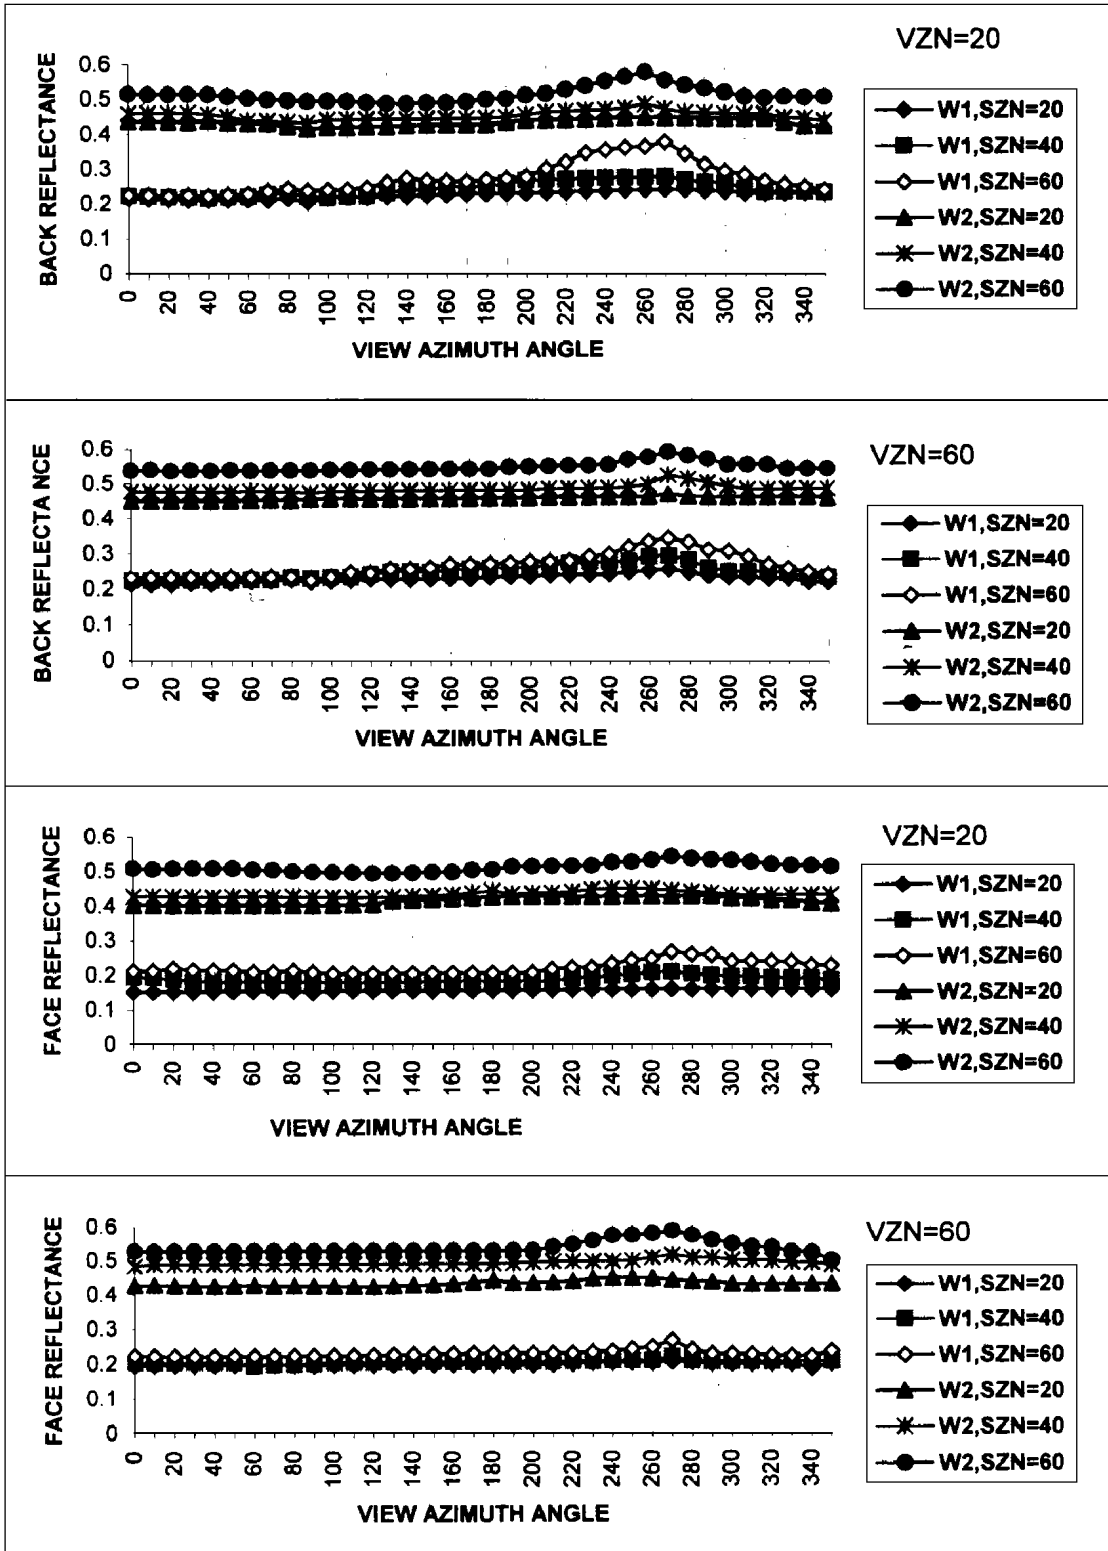 VZN=20
BACK REFLECTANCE
0.6
0.5
0.4
0.3
0.2
0.1
0
0 20 40 60 80 100 120 140 160 180 200 220 240 260 280 300 320 340
VIEW AZIMUTH ANGLE
W1,SZN=20
W1,SZN=40
W1,SZN=60
W2,SZN=20
W2,SZN=40
W2,SZN=60
VZN=60
BACK REFLECTA NCE
0.6
0.5
0.4
0.3
0.2
0.1
0
0 20 40 60 80 100 120 140 160 180 200 220 240 260 280 300 320 340
VIEW AZIMUTH ANGLE
W1,SZN=20
W1,SZN=40
W1,SZN=60
W2,SZN=20
W2,SZN=40
W2,SZN=60
VZN=20
FACE REFLECTANCE
0.6
0.5
0.4
0.3
0.2
0.1
0
0 20 40 60 80 100 120 140 160 180 200 220 240 260 280 300 320 340
VIEW AZIMUTH ANGLE
W1,SZN=20
W1,SZN=40
W1,SZN=60
W2,SZN=20
W2,SZN=40
W2,SZN=60
VZN=60
FACE REFLECTANCE
0.6
0.5
0.4
0.3
0.2
0.1
0
0 20 40 60 80 100 120 140 160 180 200 220 240 260 280 300 320 340
VIEW AZIMUTH ANGLE
W1,SZN=20
W1,SZN=40
W1,SZN=60
W2,SZN=20
W2,SZN=40
W2,SZN=60